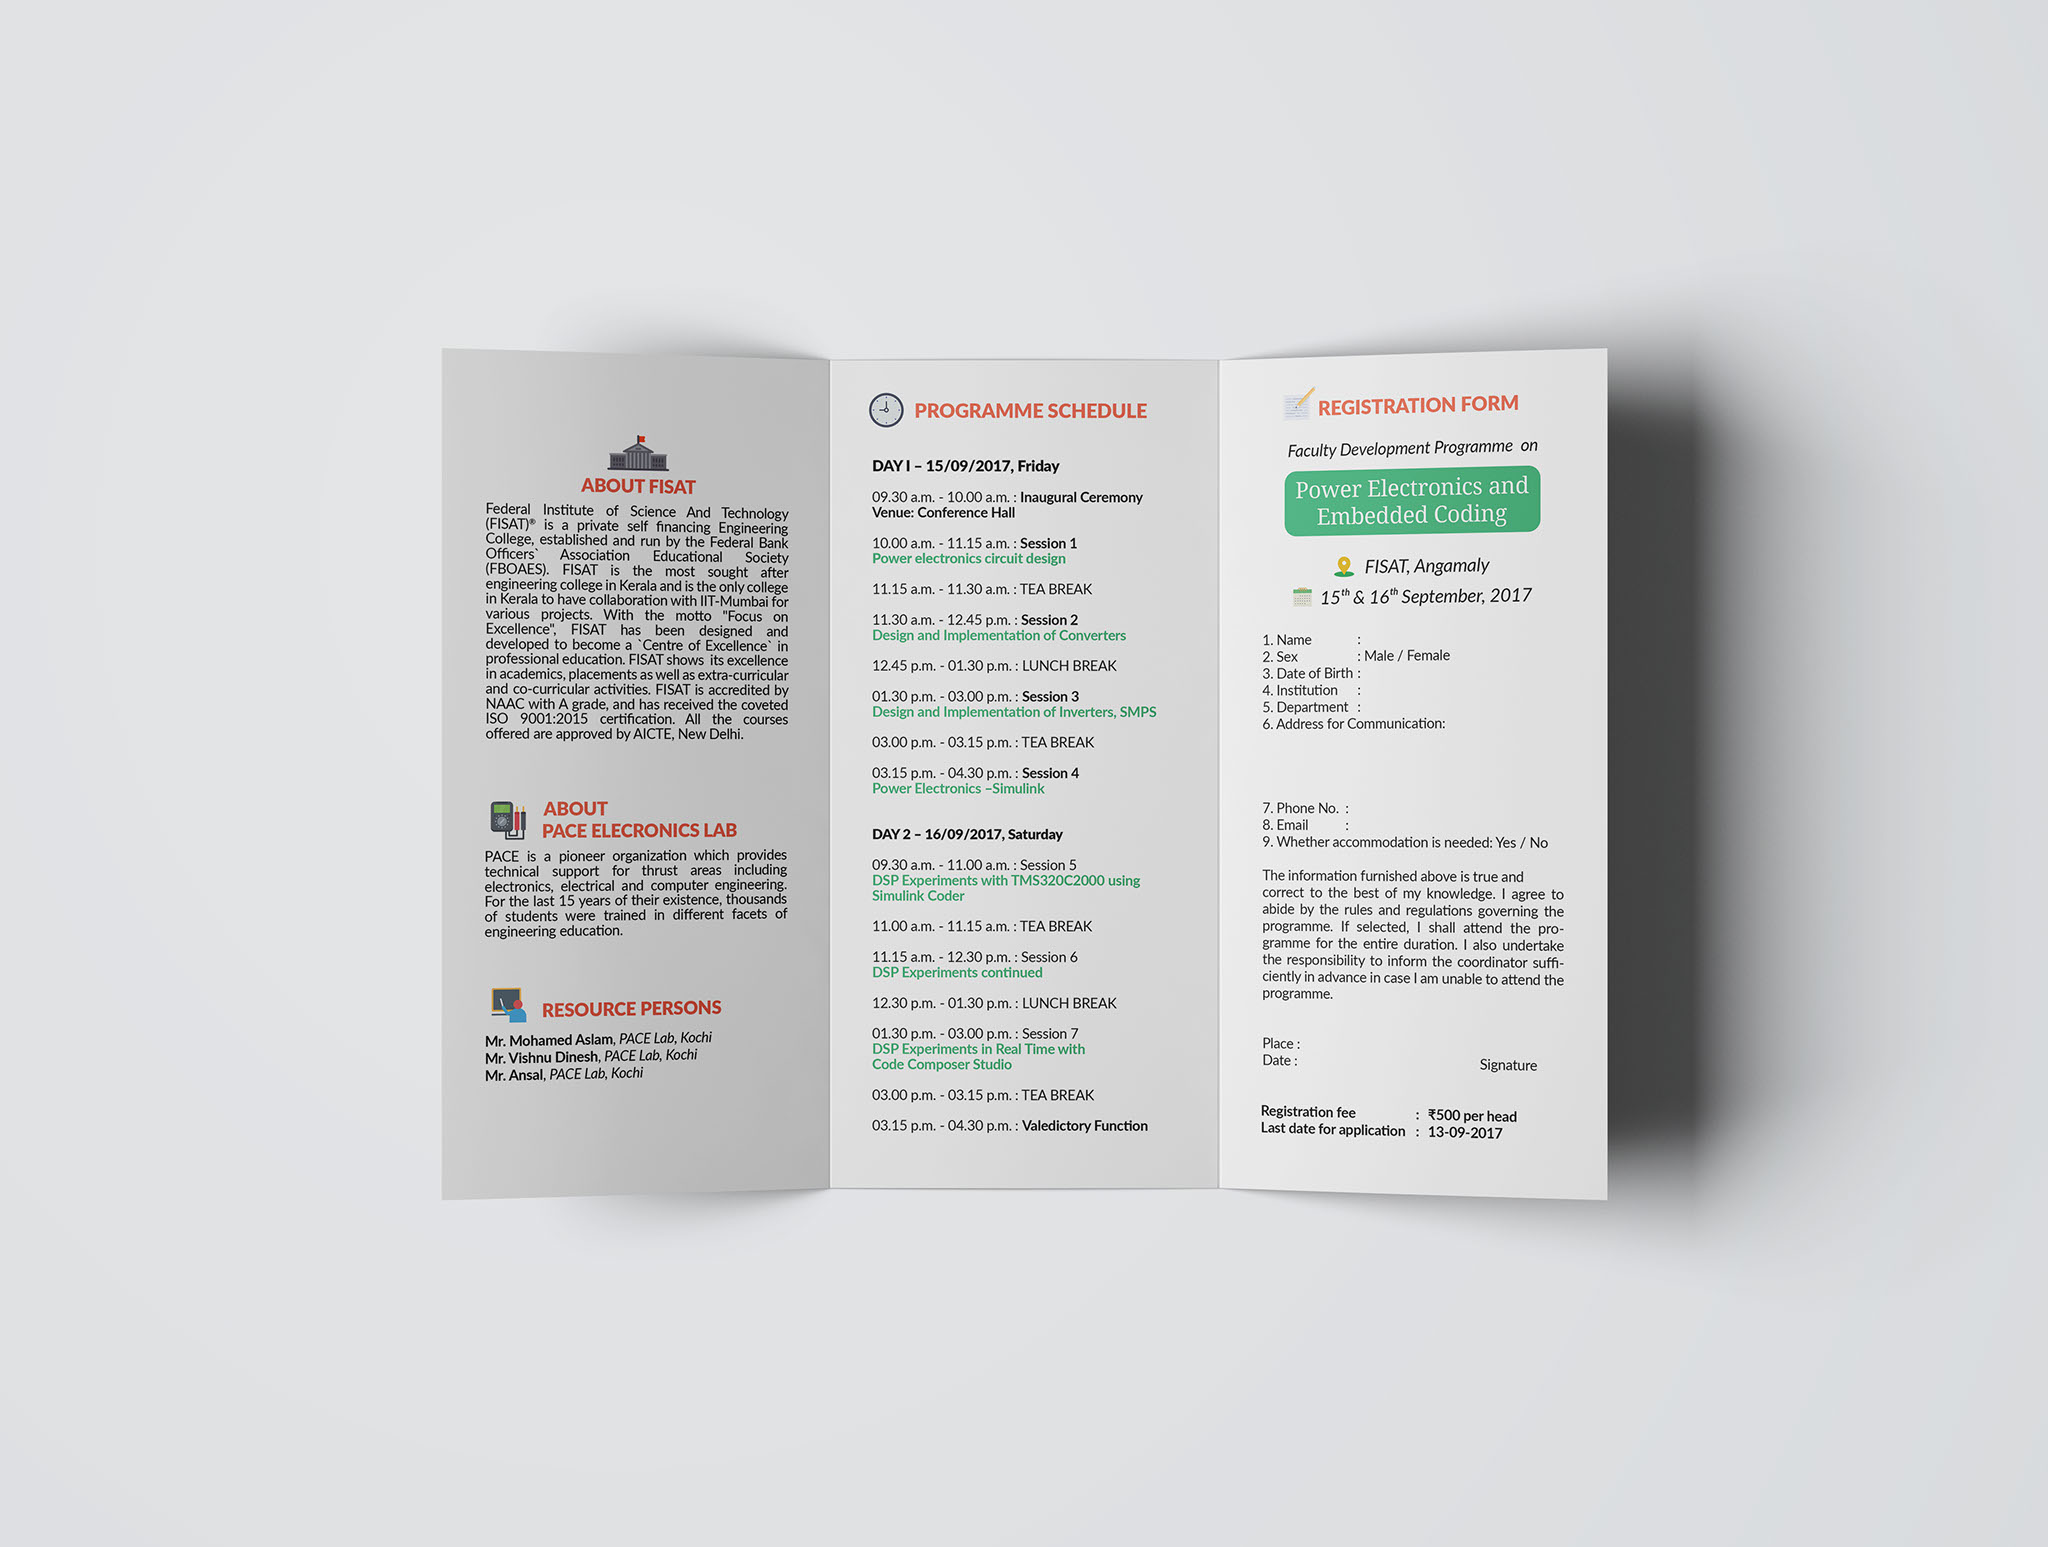 ABOUT FISAT
Federal Institute of Science And Technology
(FISAT)® is a private self financing Engineering
College, established and run by the Federal Bank
Officers` Association Educational Society
(FBOAES). FISAT is the most sought after
engineering college in Kerala and is the only college
in Kerala to have collaboration with IIT-Mumbai for
various projects. With the motto "Focus on
Excellence", FISAT has been designed and
developed to become a `Centre of Excellence` in
professional education. FISAT shows its excellence
in academics, placements as well as extra-curricular
and co-curricular activities. FISAT is accredited by
NAAC with A grade, and has received the coveted
ISO 9001:2015 certification. All the courses
offered are approved by AICTE, New Delhi.
ABOUT
PACE ELECRONICS LAB
PACE is a pioneer organization which provides
technical support for thrust areas including
electronics, electrical and computer engineering.
For the last 15 years of their existence, thousands
of students were trained in different facets of
engineering education.
RESOURCE PERSONS
Mr. Mohamed Aslam, PACE Lab, Kochi
Mr. Vishnu Dinesh, PACE Lab, Kochi
Mr. Ansal, PACE Lab, Kochi
PROGRAMME SCHEDULE
DAY I – 15/09/2017, Friday
09.30 a.m. - 10.00 a.m. : Inaugural Ceremony
Venue: Conference Hall
10.00 a.m. - 11.15 a.m. : Session 1
Power electronics circuit design
11.15 a.m. - 11.30 a.m. : TEA BREAK
11.30 a.m. - 12.45 p.m. : Session 2
Design and Implementation of Converters
12.45 p.m. - 01.30 p.m. : LUNCH BREAK
01.30 p.m. - 03.00 p.m. : Session 3
Design and Implementation of Inverters, SMPS
03.00 p.m. - 03.15 p.m. : TEA BREAK
03.15 p.m. - 04.30 p.m. : Session 4
Power Electronics –Simulink
DAY 2 – 16/09/2017, Saturday
09.30 a.m. - 11.00 a.m. : Session 5
DSP Experiments with TMS320C2000 using
Simulink Coder
11.00 a.m. - 11.15 a.m. : TEA BREAK
11.15 a.m. - 12.30 p.m. : Session 6
DSP Experiments continued
12.30 p.m. - 01.30 p.m. : LUNCH BREAK
01.30 p.m. - 03.00 p.m. : Session 7
DSP Experiments in Real Time with
Code Composer Studio
03.00 p.m. - 03.15 p.m. : TEA BREAK
03.15 p.m. - 04.30 p.m. : Valedictory Function
REGISTRATION FORM
Faculty Development Programme on
Power Electronics and
Embedded Coding
FISAT, Angamaly
15th & 16th September, 2017
1. Name :
2. Sex : Male / Female
3. Date of Birth :
4. Institution :
5. Department :
6. Address for Communication:
7. Phone No. :
8. Email :
9. Whether accommodation is needed: Yes / No
The information furnished above is true and
correct to the best of my knowledge. I agree to
abide by the rules and regulations governing the
programme. If selected, I shall attend the pro-
gramme for the entire duration. I also undertake
the responsibility to inform the coordinator suffi-
ciently in advance in case I am unable to attend the
programme.
Place :
Date :
Signature
Registration fee : ₹500 per head
Last date for application : 13-09-2017